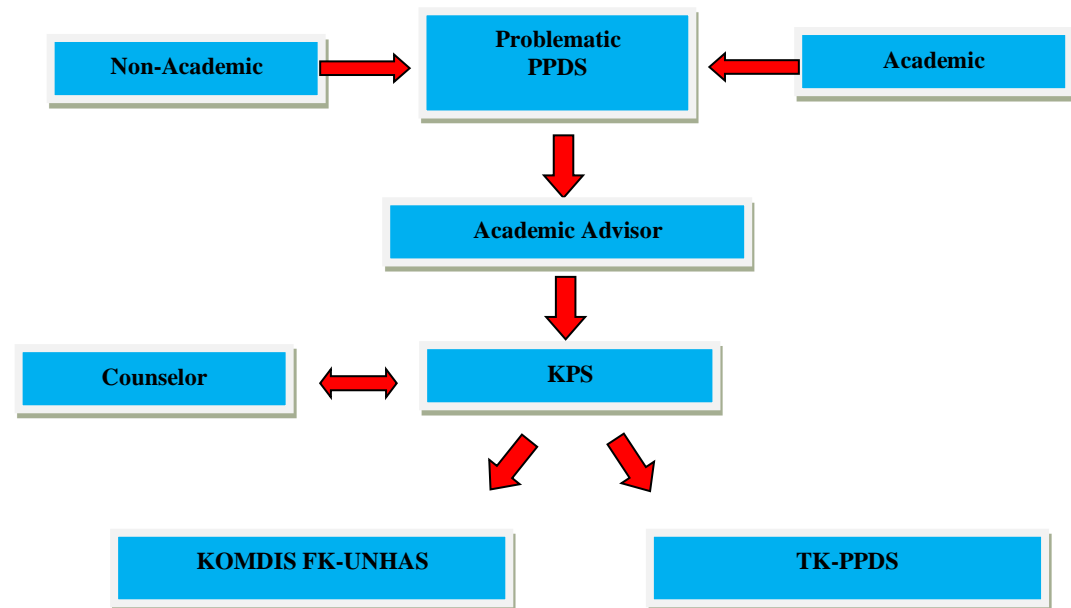 Non-Academic
Problematic
PPDS
Academic
Academic Advisor
Counselor
KPS
KOMDIS FK-UNHAS
TK-PPDS